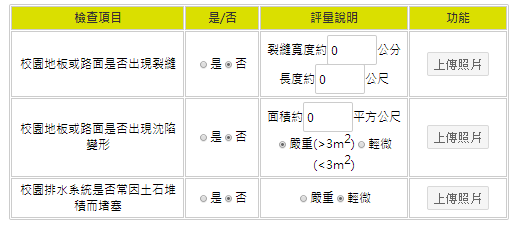 檢查項目 是/否 評量說明 功能
校園地板或路面是否出現裂縫 是 否 裂縫寬度約 0 公分 上傳照片
長度約 0 公尺
校園地板或路面是否出現沈陷 是 否 面積約 0 平方公尺 上傳照片
變形 嚴重(>3m²) 輕微
(<3m²)
校園排水系統是否常因土石堆 是 否 嚴重 輕微 上傳照片
積而堵塞